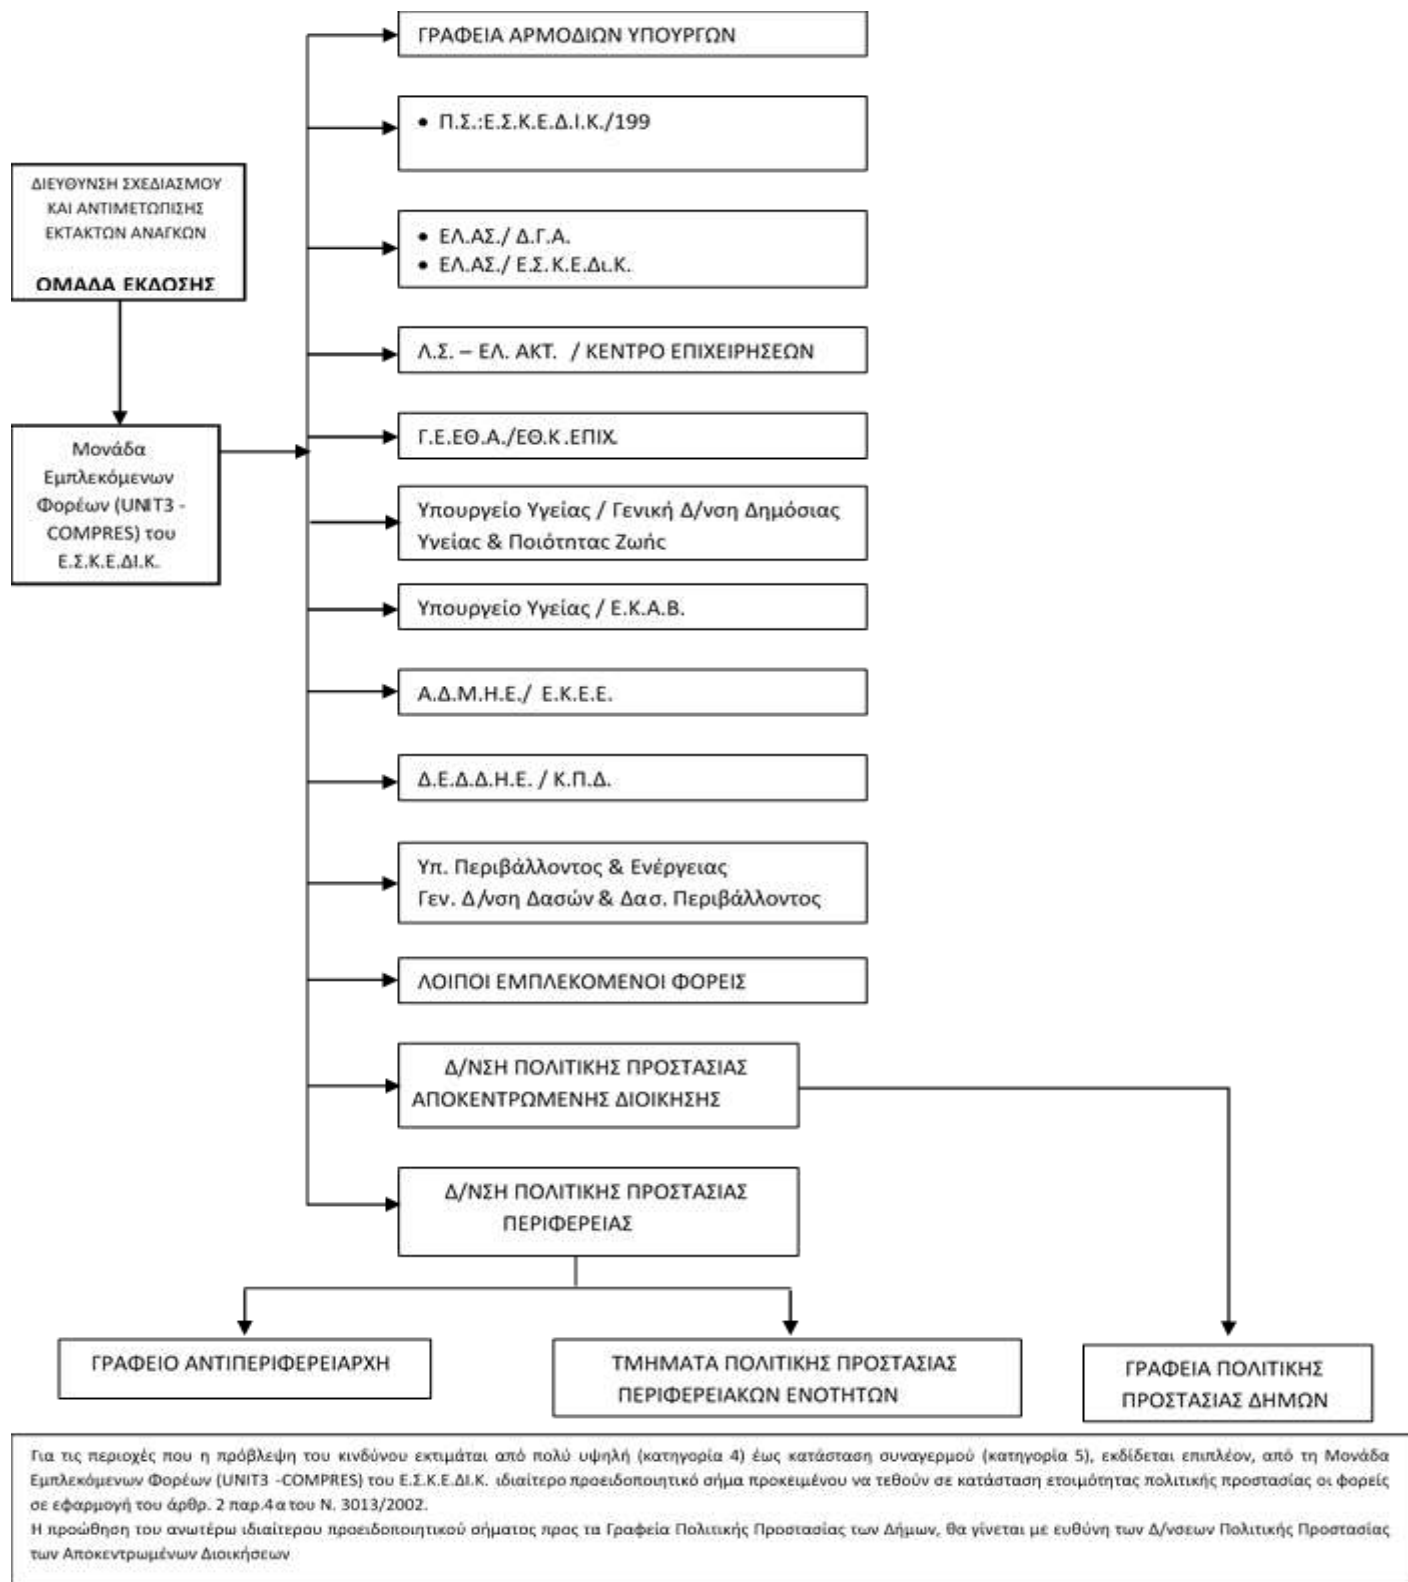 ΓΡΑΦΕΙΑ ΑΡΜΟΔΙΩΝ ΥΠΟΥΡΓΩΝ
• Π.Σ.:Ε.Σ.Κ.Ε.Δ.Ι.Κ./199
ΔΙΕΥΘΥΝΣΗ ΣΧΕΔΙΑΣΜΟΥ
ΚΑΙ ΑΝΤΙΜΕΤΩΠΙΣΗΣ
ΕΚΤΑΚΤΩΝ ΑΝΑΓΚΩΝ
ΟΜΑΔΑ ΕΚΔΟΣΗΣ
• ΕΛ.ΑΣ./ Δ.Γ.Α.
• ΕΛ.ΑΣ./ Ε.Σ.Κ.Ε.Δι.Κ.
Λ.Σ. – ΕΛ. ΑΚΤ. / ΚΕΝΤΡΟ ΕΠΙΧΕΙΡΗΣΕΩΝ
Μονάδα
Εμπλεκόμενων
Φορέων (UNIT3 -
COMPRES) του
Ε.Σ.Κ.Ε.ΔΙ.Κ.
Γ.Ε.ΕΘ.Α./ΕΘ.Κ.ΕΠΙΧ.
Υπουργείο Υγείας / Γενική Δ/νση Δημόσιας
Υγείας & Ποιότητας Ζωής
Υπουργείο Υγείας / Ε.Κ.Α.Β.
Α.Δ.Μ.Η.Ε./ Ε.Κ.Ε.Ε.
Δ.Ε.Δ.Δ.Η.Ε. / Κ.Π.Δ.
Υπ. Περιβάλλοντος & Ενέργειας
Γεν. Δ/νση Δασών & Δασ. Περιβάλλοντος
ΛΟΙΠΟΙ ΕΜΠΛΕΚΟΜΕΝΟΙ ΦΟΡΕΙΣ
Δ/ΝΣΗ ΠΟΛΙΤΙΚΗΣ ΠΡΟΣΤΑΣΙΑΣ
ΑΠΟΚΕΝΤΡΩΜΕΝΗΣ ΔΙΟΙΚΗΣΗΣ
Δ/ΝΣΗ ΠΟΛΙΤΙΚΗΣ ΠΡΟΣΤΑΣΙΑΣ
ΠΕΡΙΦΕΡΕΙΑΣ
ΓΡΑΦΕΙΟ ΑΝΤΙΠΕΡΙΦΕΡΕΙΑΡΧΗ
ΤΜΗΜΑΤΑ ΠΟΛΙΤΙΚΗΣ ΠΡΟΣΤΑΣΙΑΣ
ΠΕΡΙΦΕΡΕΙΑΚΩΝ ΕΝΟΤΗΤΩΝ
ΓΡΑΦΕΙΑ ΠΟΛΙΤΙΚΗΣ
ΠΡΟΣΤΑΣΙΑΣ ΔΗΜΩΝ
Για τις περιοχές που η πρόβλεψη του κινδύνου εκτιμάται από πολύ υψηλή (κατηγορία 4) έως κατάσταση συναγερμού (κατηγορία 5), εκδίδεται επιπλέον, από τη Μονάδα
Εμπλεκόμενων Φορέων (UNIT3 -COMPRES) του Ε.Σ.Κ.Ε.ΔΙ.Κ. ιδιαίτερο προειδοποιητικό σήμα προκειμένου να τεθούν σε κατάσταση ετοιμότητας πολιτικής προστασίας οι φορείς
σε εφαρμογή του άρθρ. 2 παρ.4α του Ν. 3013/2002.
Η προώθηση του ανωτέρω ιδιαίτερου προειδοποιητικού σήματος προς τα Γραφεία Πολιτικής Προστασίας των Δήμων, θα γίνεται με ευθύνη των Δ/νσεων Πολιτικής Προστασίας
των Αποκεντρωμένων Διοικήσεων